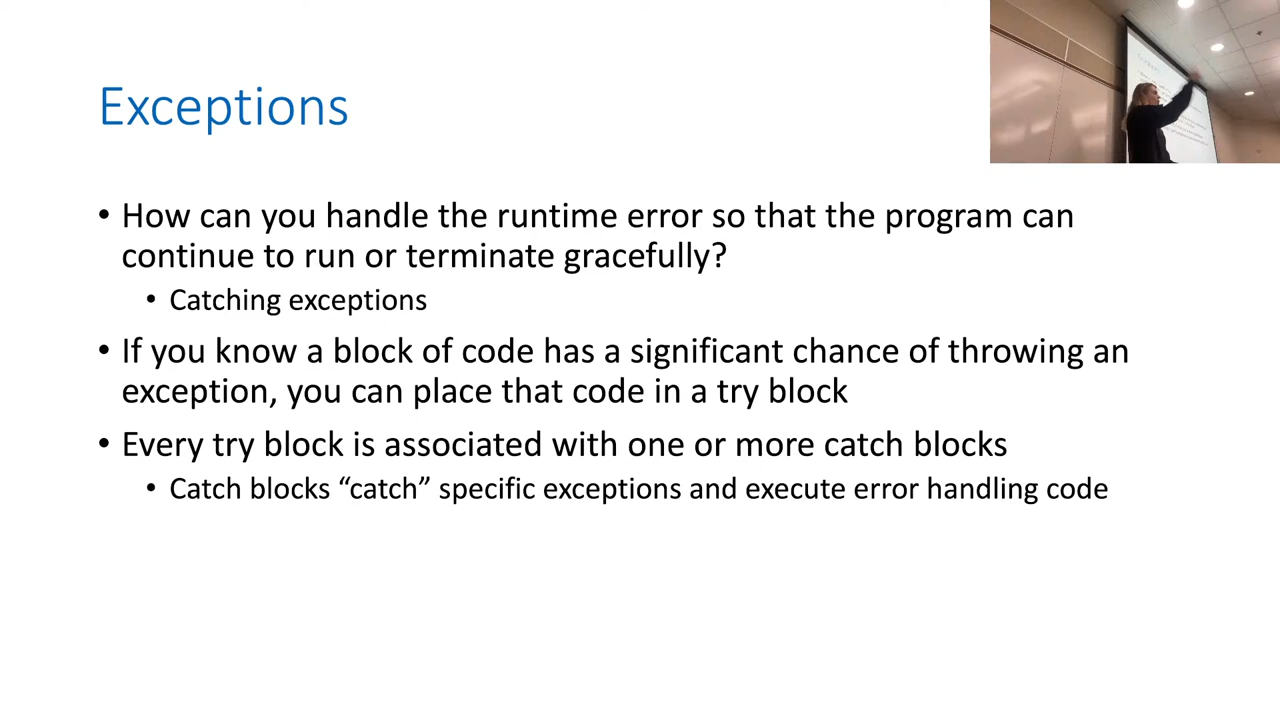 Exceptions
• How can you handle the runtime error so that the program can
continue to run or terminate gracefully?
• Catching exceptions
• If you know a block of code has a significant chance of throwing an
exception, you can place that code in a try block
• Every try block is associated with one or more catch blocks
• Catch blocks “catch” specific exceptions and execute error handling code